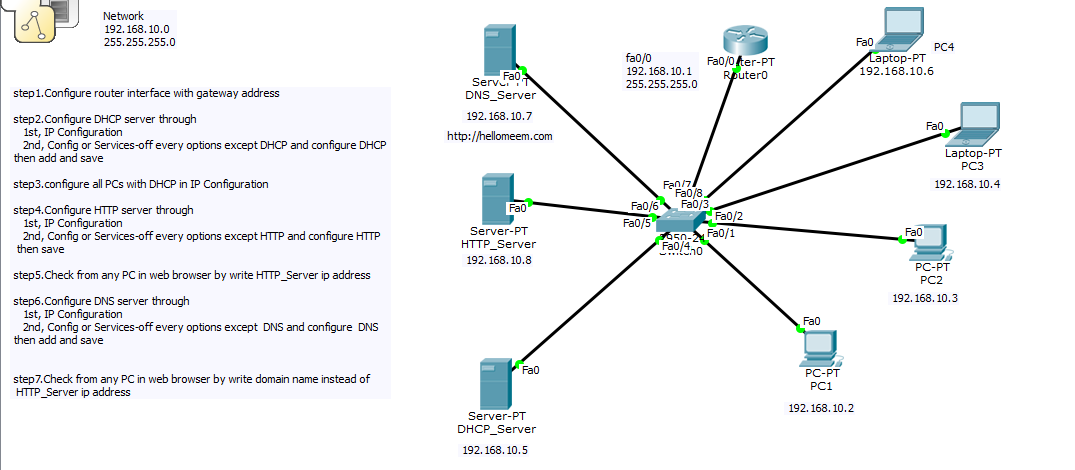 Network
192.168.10.0
255.255.255.0
step1.Configure router interface with gateway address
step2.Configure DHCP server through
1st, IP Configuration
2nd, Config or Services-off every options except DHCP and configure DHCP
then add and save
step3.configure all PCs with DHCP in IP Configuration
step4.Configure HTTP server through
1st, IP Configuration
2nd, Config or Services-off every options except HTTP and configure HTTP
then save
step5.Check from any PC in web browser by write HTTP_Server ip address
step6.Configure DNS server through
1st, IP Configuration
2nd, Config or Services-off every options except  DNS and configure  DNS
then add and save
step7.Check from any PC in web browser by write domain name instead of
HTTP_Server ip address
Fa0
DNS_Server
192.168.10.7
http://hellomeem.com
Fa0
Server-PT
HTTP_Server
192.168.10.8
Fa0
Server-PT
DHCP_Server
192.168.10.5
fa0/0
192.168.10.1
255.255.255.0
Fa0/0
Router0
Fa0
Laptop-PT
PC4
192.168.10.6
Fa0
Laptop-PT
PC3
192.168.10.4
Fa0
PC-PT
PC2
192.168.10.3
Fa0
PC-PT
PC1
192.168.10.2
Fa0/7
Fa0/8
Fa0/3
Fa0/6
Fa0/2
Fa0/5
Fa0/1
Fa0/4